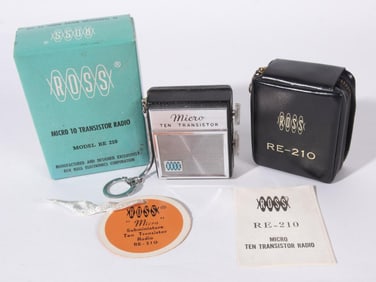 ROSS
ROSS
MICRO 10 TRANSISTOR RADIO
MODEL RE 210
MANUFACTURED AND DESIGNED EXCLUSIVELY
FOR ROSS ELECTRONICS CORPORATION
Micro
TEN TRANSISTOR
ROSS
ROSS
RE-210
ROSS
"Micro"
Subminiature
Ten Transistor
Radio
RE-210
ROSS
RE-210
MICRO
TEN TRANSISTOR RADIO